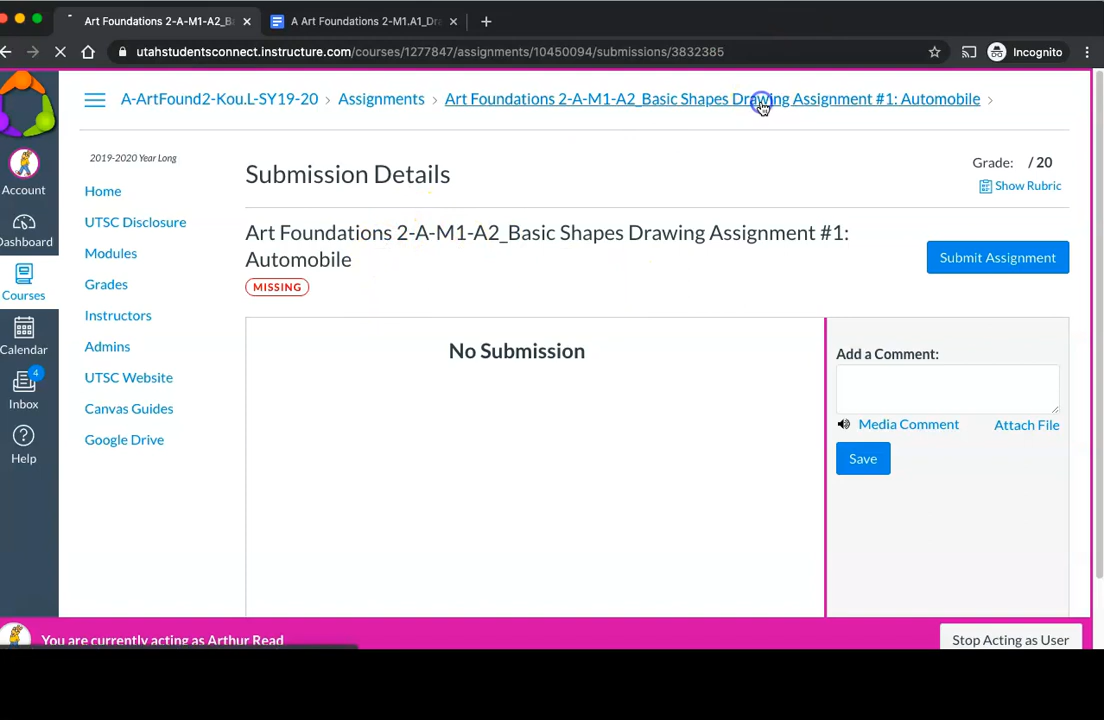 Art Foundations 2-A-M1-A2_B
A Art Foundations 2-M1.A1_Dra
utahstudentsconnect.instructure.com/courses/1277847/assignments/10450094/submissions/3832385
Incognito
A-ArtFound2-Kou.L-SY19-20 > Assignments > Art Foundations 2-A-M1-A2_Basic Shapes Drawing Assignment #1: Automobile >
Account
Dashboard
Courses
Calendar
4
Inbox
Help
2019-2020 Year Long
Home
UTSC Disclosure
Modules
Grades
Instructors
Admins
UTSC Website
Canvas Guides
Google Drive
Submission Details
Grade: / 20
Show Rubric
Art Foundations 2-A-M1-A2_Basic Shapes Drawing Assignment #1:
Automobile
MISSING
Submit Assignment
No Submission
Add a Comment:
Media Comment
Attach File
Save
You are currently acting as Arthur Read
Stop Acting as User